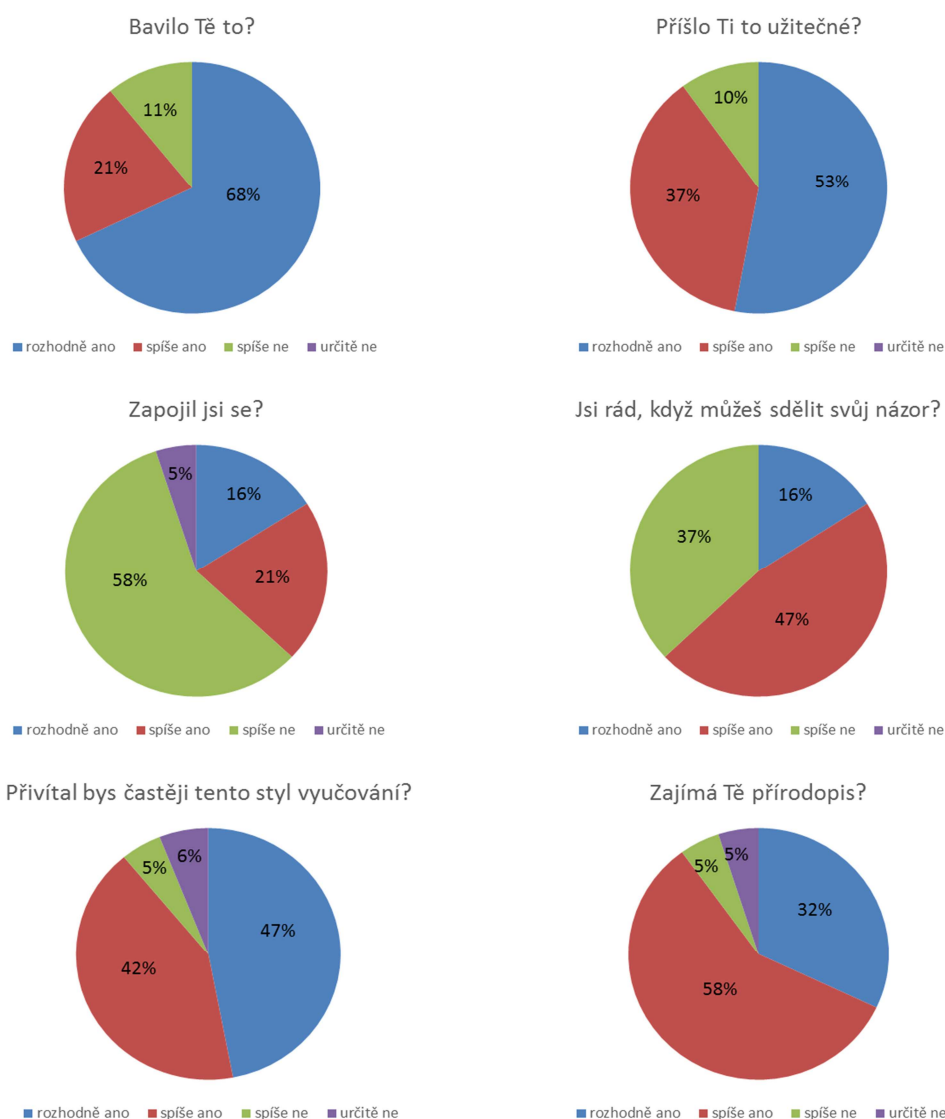 Bavilo Tě to?
11%
21%
68%
rozhodně ano spíše ano spíše ne určitě ne
Příšlo Ti to užitečné?
10%
37%
53%
rozhodně ano spíše ano spíše ne určitě ne
Zapojil jsi se?
5%
16%
58%
21%
rozhodně ano spíše ano spíše ne určitě ne
Jsi rád, když můžeš sdělit svůj názor?
16%
37%
47%
rozhodně ano spíše ano spíše ne určitě ne
Přivítal bys častěji tento styl vyučování?
5%
6%
47%
42%
rozhodně ano spíše ano spíše ne určitě ne
Zajímá Tě přírodopis?
5%
5%
32%
58%
rozhodně ano spíše ano spíše ne určitě ne